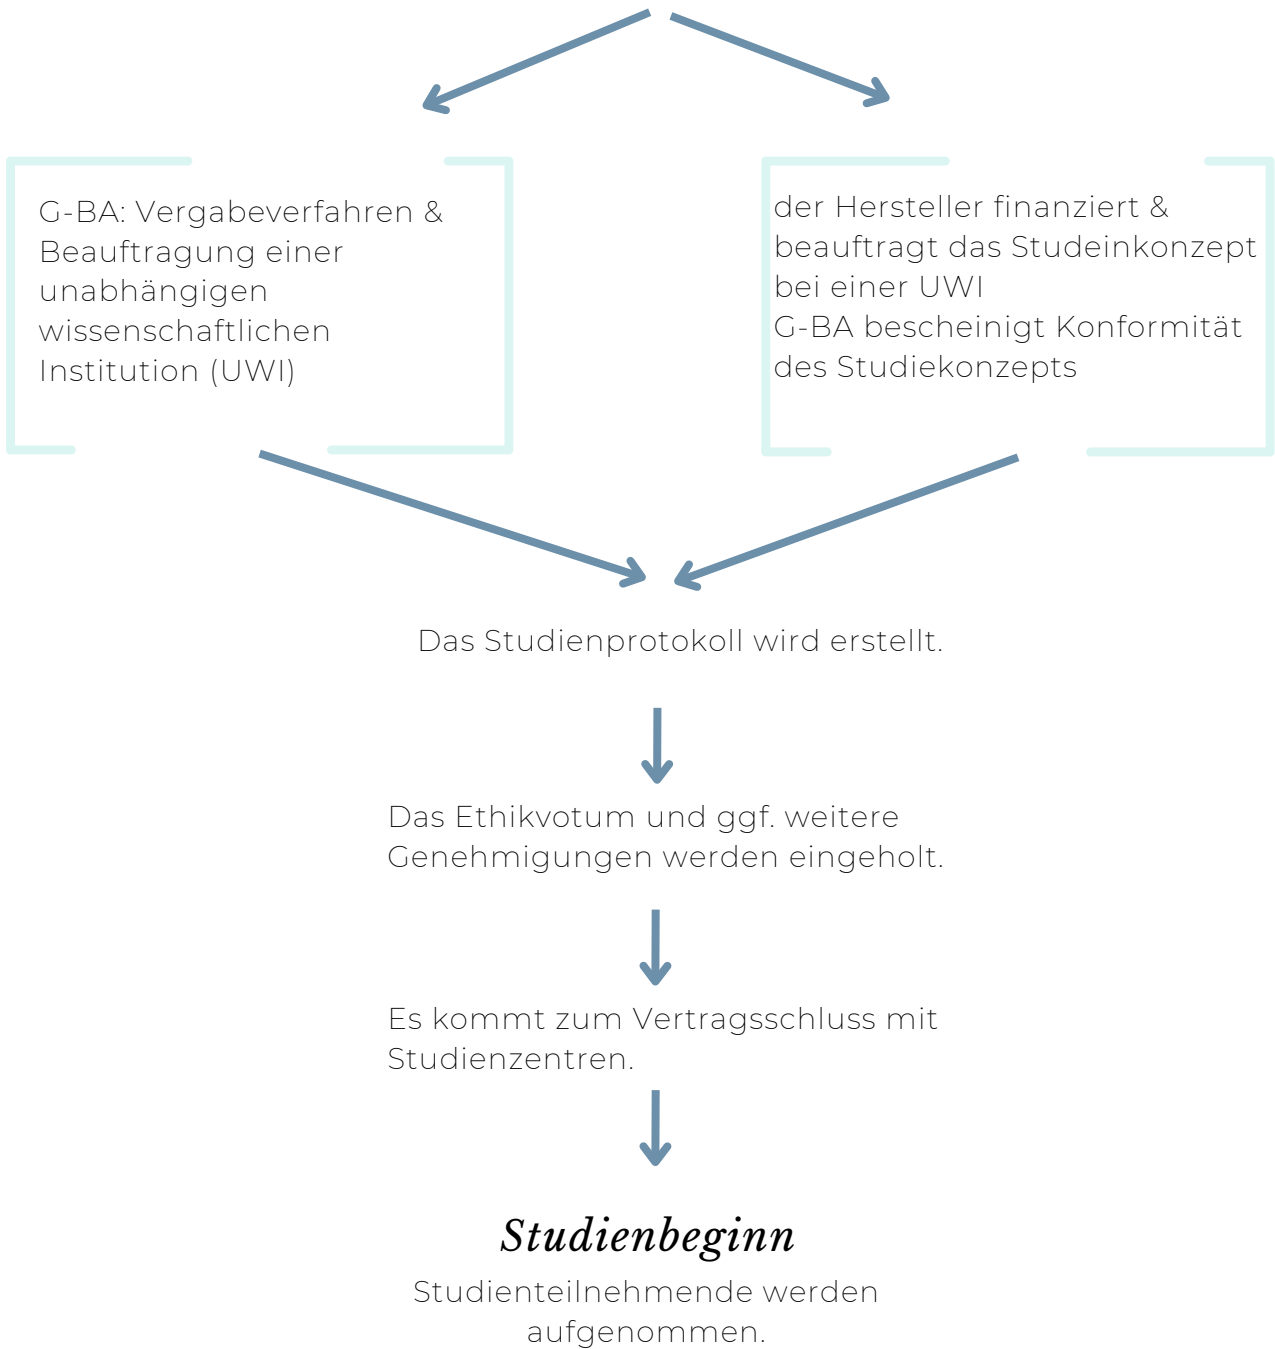 G-BA: Vergabeverfahren &
Beauftragung einer
unabhängigen
wissenschaftlichen
Institution (UWI)
der Hersteller finanziert &
beauftragt das Studeinkonzept
bei einer UWI
G-BA bescheinigt Konformität
des Studiekonzepts
Das Studienprotokoll wird erstellt.
Das Ethikvotum und ggf. weitere
Genehmigungen werden eingeholt.
Es kommt zum Vertragsschluss mit
Studienzentren.
Studienbeginn
Studienteilnehmende werden
aufgenommen.